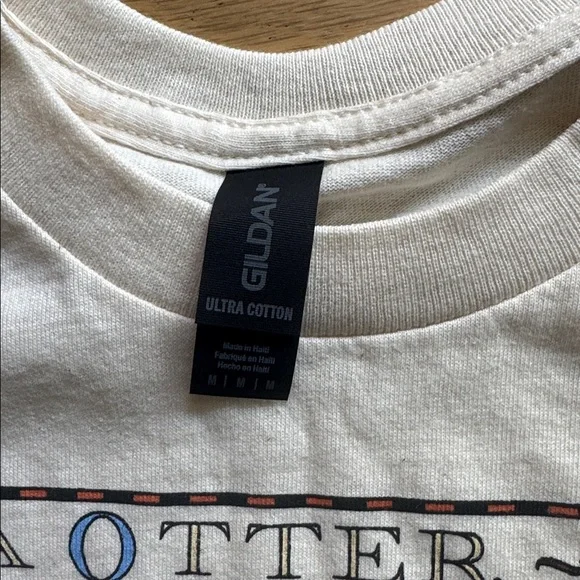 GILDAN®
ULTRA COTTON
Made in Haiti
Fabriqué en Haïti
Hecho en Haití
M | M | M
OTTER ~